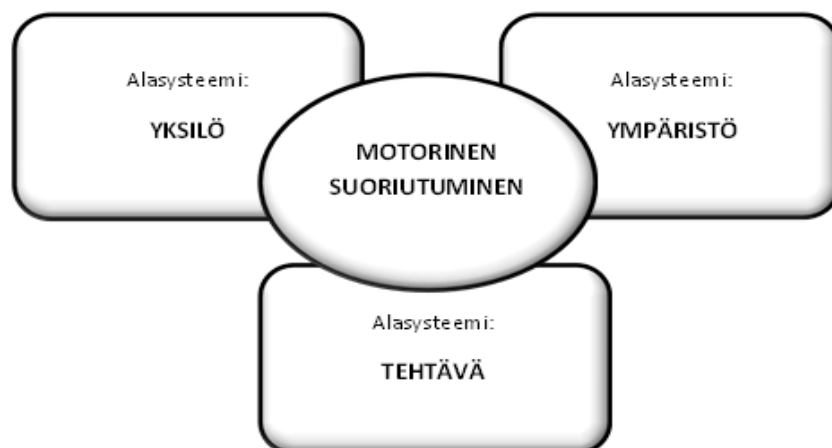 Alasysteemi:
YKSILÖ
Alasysteemi:
YMPÄRISTÖ
MOTORINEN
SUORIUTUMINEN
Alasysteemi:
TEHTÄVÄ